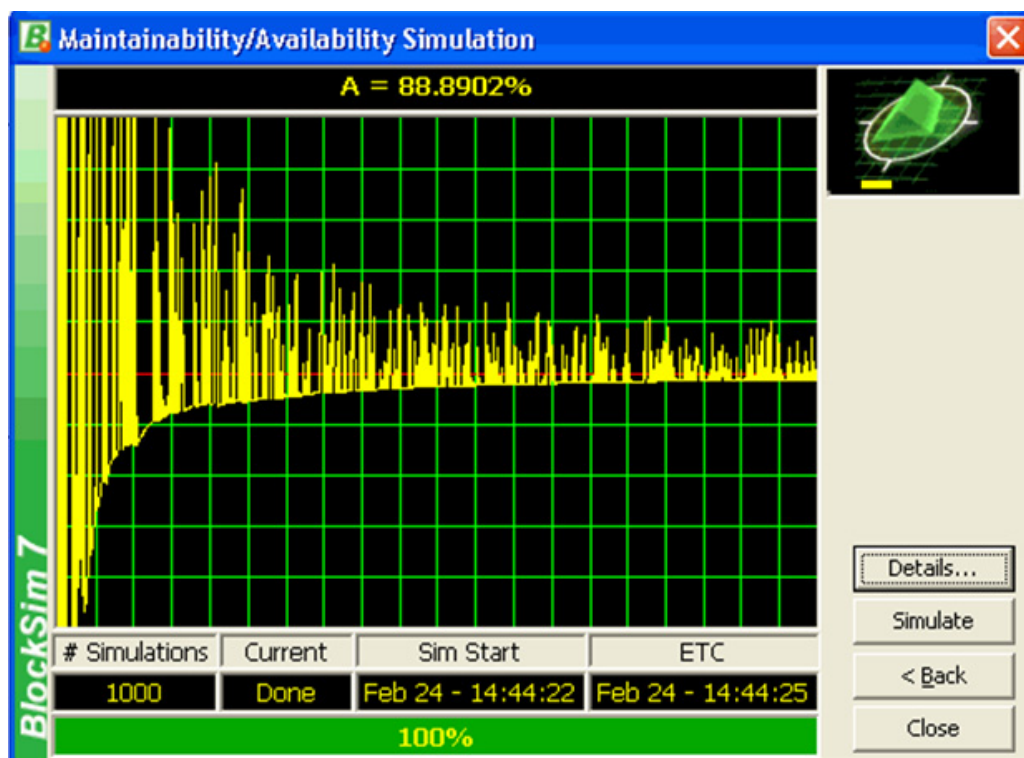 Maintainability/Availability Simulation
A = 88.8902%
BlockSim 7
Details...
Simulate
< Back
Close
# Simulations Current Sim Start ETC
1000 Done Feb 24 - 14:44:22 Feb 24 - 14:44:25
100%